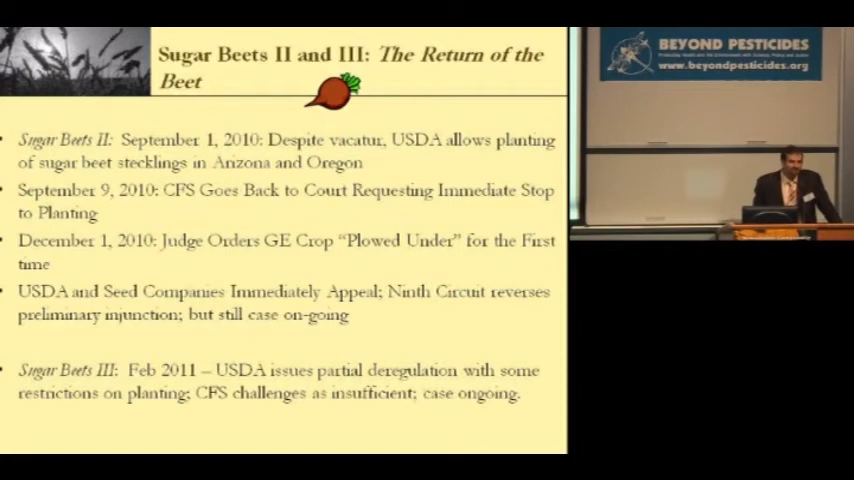 Sugar Beets II and III: The Return of the
Beet
Sugar Beets II: September 1, 2010: Despite vacatur, USDA allows planting
of sugar beet stecklings in Arizona and Oregon
September 9, 2010: CFS Goes Back to Court Requesting Immediate Stop
to Planting
December 1, 2010: Judge Orders GE Crop “Plowed Under” for the First
time
USDA and Seed Companies Immediately Appeal; Ninth Circuit reverses
preliminary injunction; but still case on-going
Sugar Beets III: Feb 2011 – USDA issues partial deregulation with some
restrictions on planting; CFS challenges as insufficient; case ongoing.
BEYOND PESTICIDES
www.beyondpesticides.org